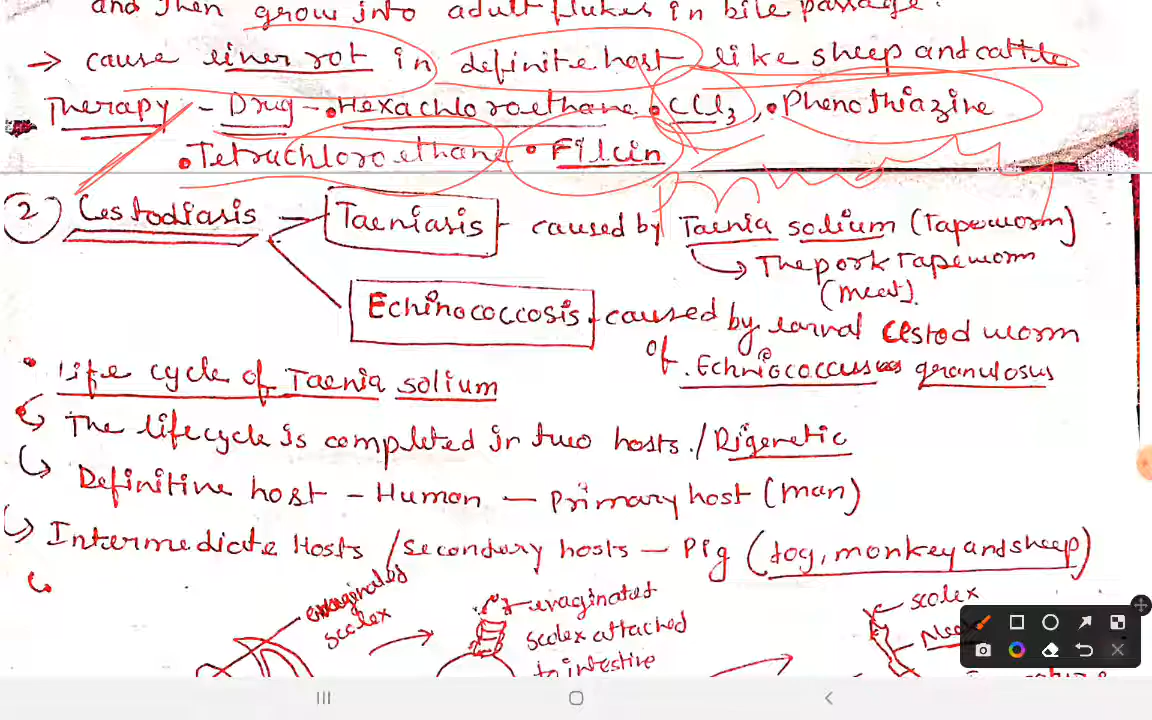 and then grow into adult flukes in bile passage.
→ cause liver rot in definite host like sheep and cattle
Therapy - Drug - • Hexachloroethane • CCl3, • Phenothiazine
• Tetrachloroethane • Filcin
2) Cestodiasis - Taeniasis - caused by Taenia solium (Tapeworm)
→ The pork Tapeworm
(meat).
Echinococcosis. caused by larval cestod worm
of Echniococcus granulosus
• Life cycle of Taenia solium
The lifecycle is completed in two hosts./Digenetic
Definitive host - Human - Primary host (man)
Intermediate Hosts /Secondary hosts - Pig (dog, monkey and sheep)
evaginated
scolex
evaginated
scolex attached
to intestine
scolex